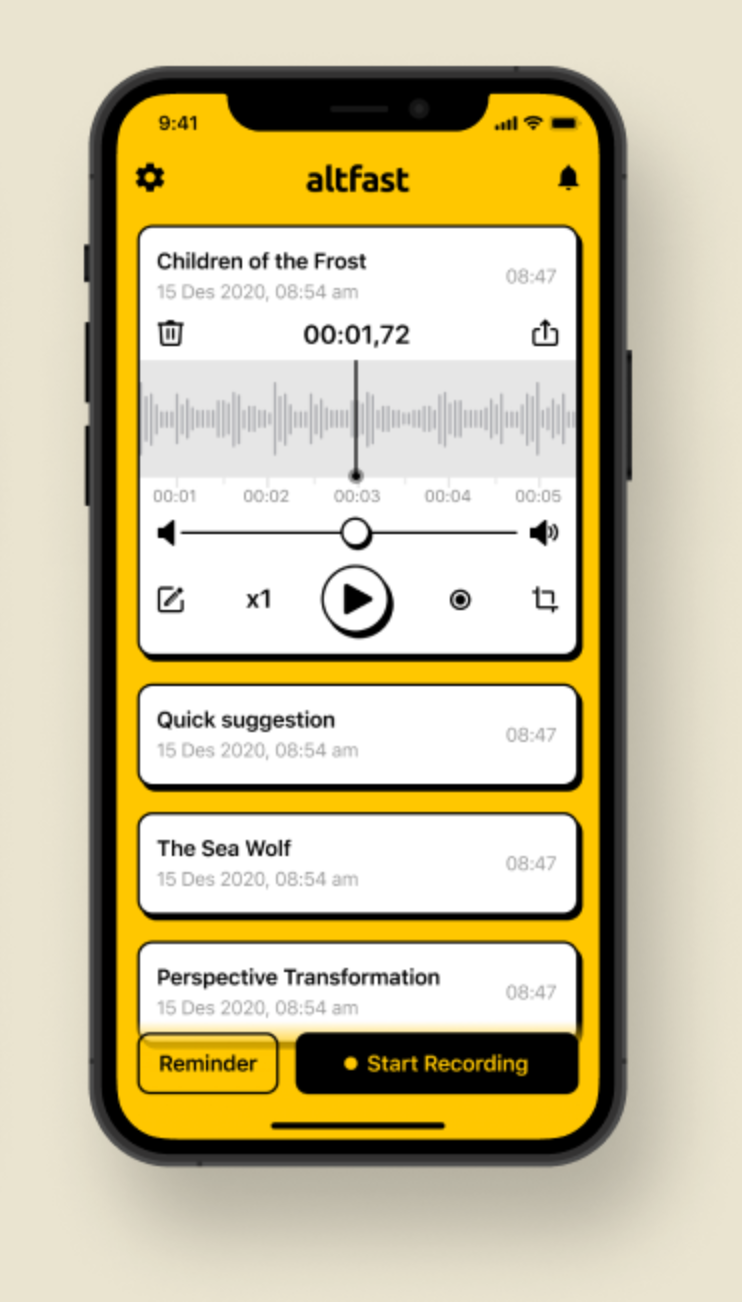 9:41
altfast
Children of the Frost
08:47
15 Des 2020, 08:54 am
00:01,72
00:01 00:02 00:03 00:04 00:05
x1
Quick suggestion
08:47
15 Des 2020, 08:54 am
The Sea Wolf
08:47
15 Des 2020, 08:54 am
Perspective Transformation
08:47
15 Des 2020, 08:54 am
Reminder
Start Recording